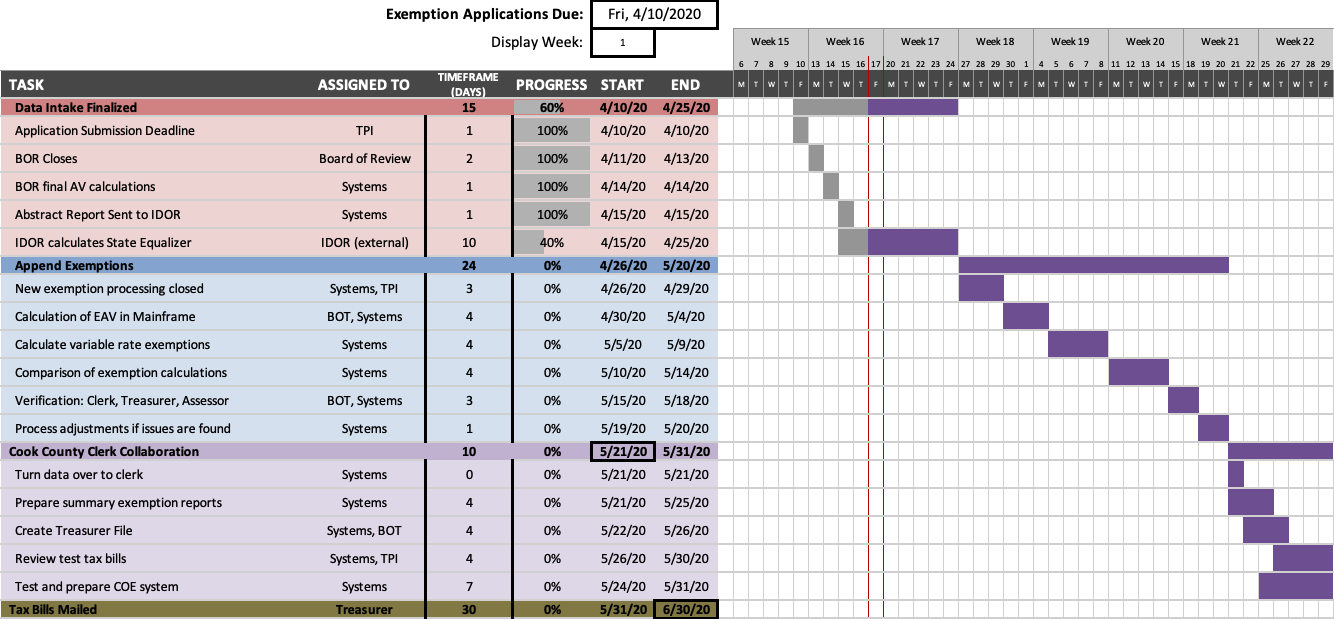 Exemption Applications Due: Fri, 4/10/2020
Display Week: 1
Week 15 Week 16 Week 17 Week 18 Week 19 Week 20 Week 21 Week 22
6 7 8 9 10 13 14 15 16 17 20 21 22 23 24 27 28 29 30 1 4 5 6 7 8 11 12 13 14 15 18 19 20 21 22 25 26 27 28 29
TASK ASSIGNED TO TIMEFRAME (DAYS) PROGRESS START END M T W T F M T W T F M T W T F M T W T F M T W T F M T W T F M T W T F M T W T F
Data Intake Finalized 15 60% 4/10/20 4/25/20
Application Submission Deadline TPI 1 100% 4/10/20 4/10/20
BOR Closes Board of Review 2 100% 4/11/20 4/13/20
BOR final AV calculations Systems 1 100% 4/14/20 4/14/20
Abstract Report Sent to IDOR Systems 1 100% 4/15/20 4/15/20
IDOR calculates State Equalizer IDOR (external) 10 40% 4/15/20 4/25/20
Append Exemptions 24 0% 4/26/20 5/20/20
New exemption processing closed Systems, TPI 3 0% 4/26/20 4/29/20
Calculation of EAV in Mainframe BOT, Systems 4 0% 4/30/20 5/4/20
Calculate variable rate exemptions Systems 4 0% 5/5/20 5/9/20
Comparison of exemption calculations Systems 4 0% 5/10/20 5/14/20
Verification: Clerk, Treasurer, Assessor BOT, Systems 3 0% 5/15/20 5/18/20
Process adjustments if issues are found Systems 1 0% 5/19/20 5/20/20
Cook County Clerk Collaboration 10 0% 5/21/20 5/31/20
Turn data over to clerk Systems 0 0% 5/21/20 5/21/20
Prepare summary exemption reports Systems 4 0% 5/21/20 5/25/20
Create Treasurer File Systems, BOT 4 0% 5/22/20 5/26/20
Review test tax bills Systems, TPI 4 0% 5/26/20 5/30/20
Test and prepare COE system Systems 7 0% 5/24/20 5/31/20
Tax Bills Mailed Treasurer 30 0% 5/31/20 6/30/20